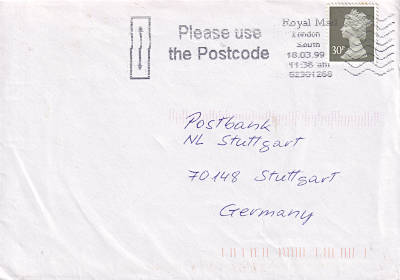 Please use
the Postcode
Royal Mail
London
South
18.03.99
11:36 am
30P
Postbank
NL Stuttgart
70148 Stuttgart
Germany